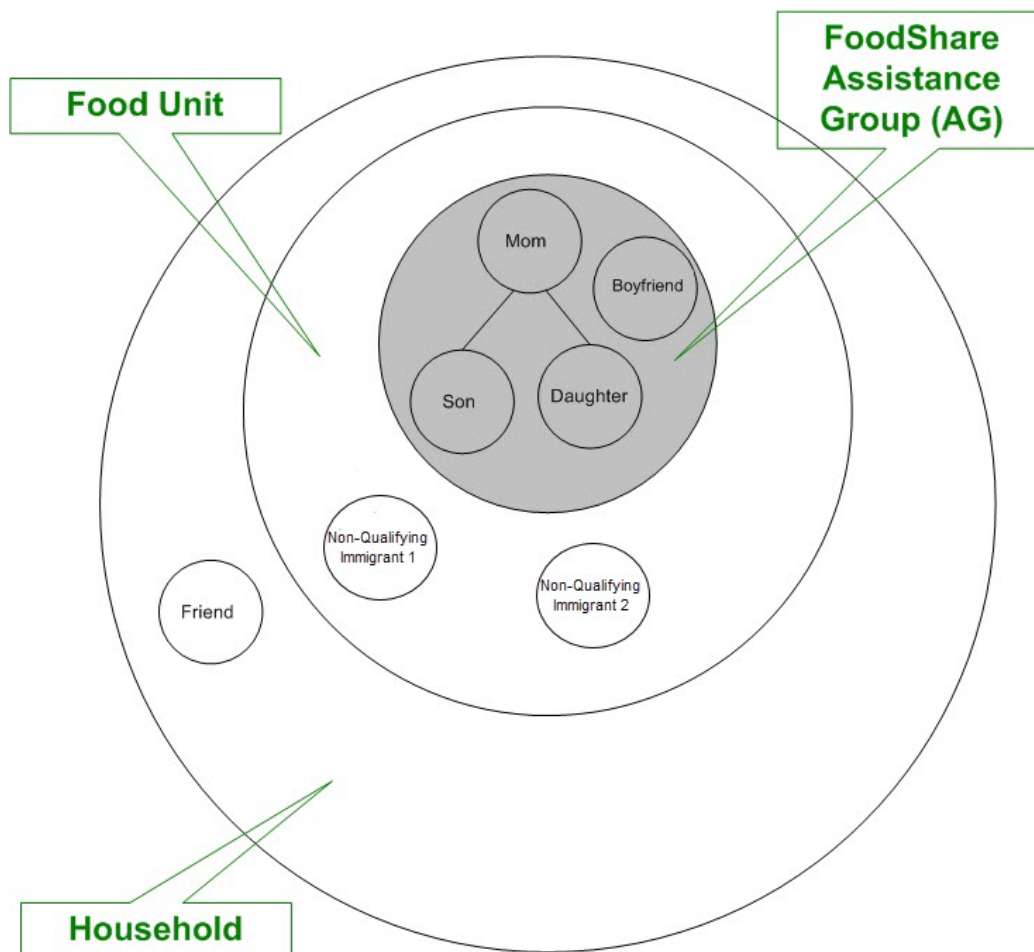 Food Unit
FoodShare
Assistance
Group (AG)
Mom
Boyfriend
Son
Daughter
Non-Qualifying
Immigrant 1
Non-Qualifying
Immigrant 2
Friend
Household